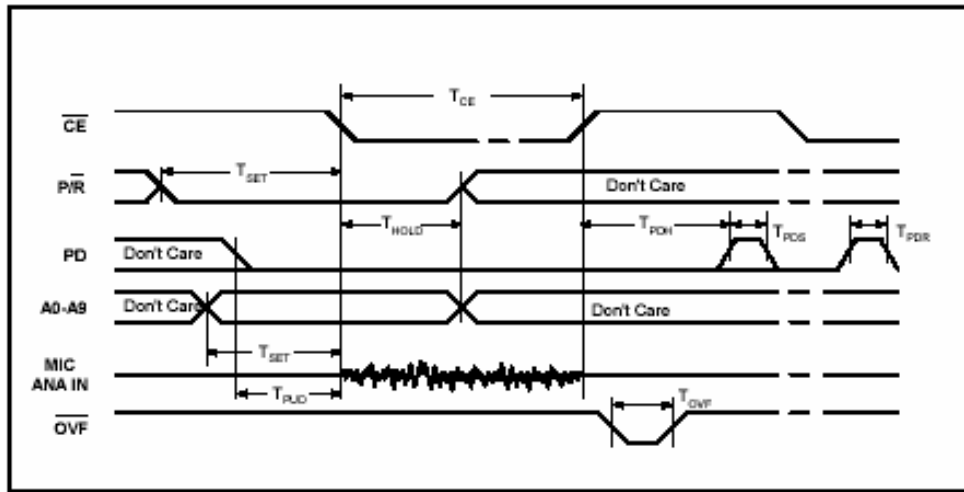 T_CE
CE
T_SET
P/R
Don't Care
T_HOLD
T_PDH
T_PDS
T_PDR
PD
Don't Care
A0-A9
Don't Care
Don't Care
T_SET
MIC
ANA IN
T_PUD
T_OVF
OVF